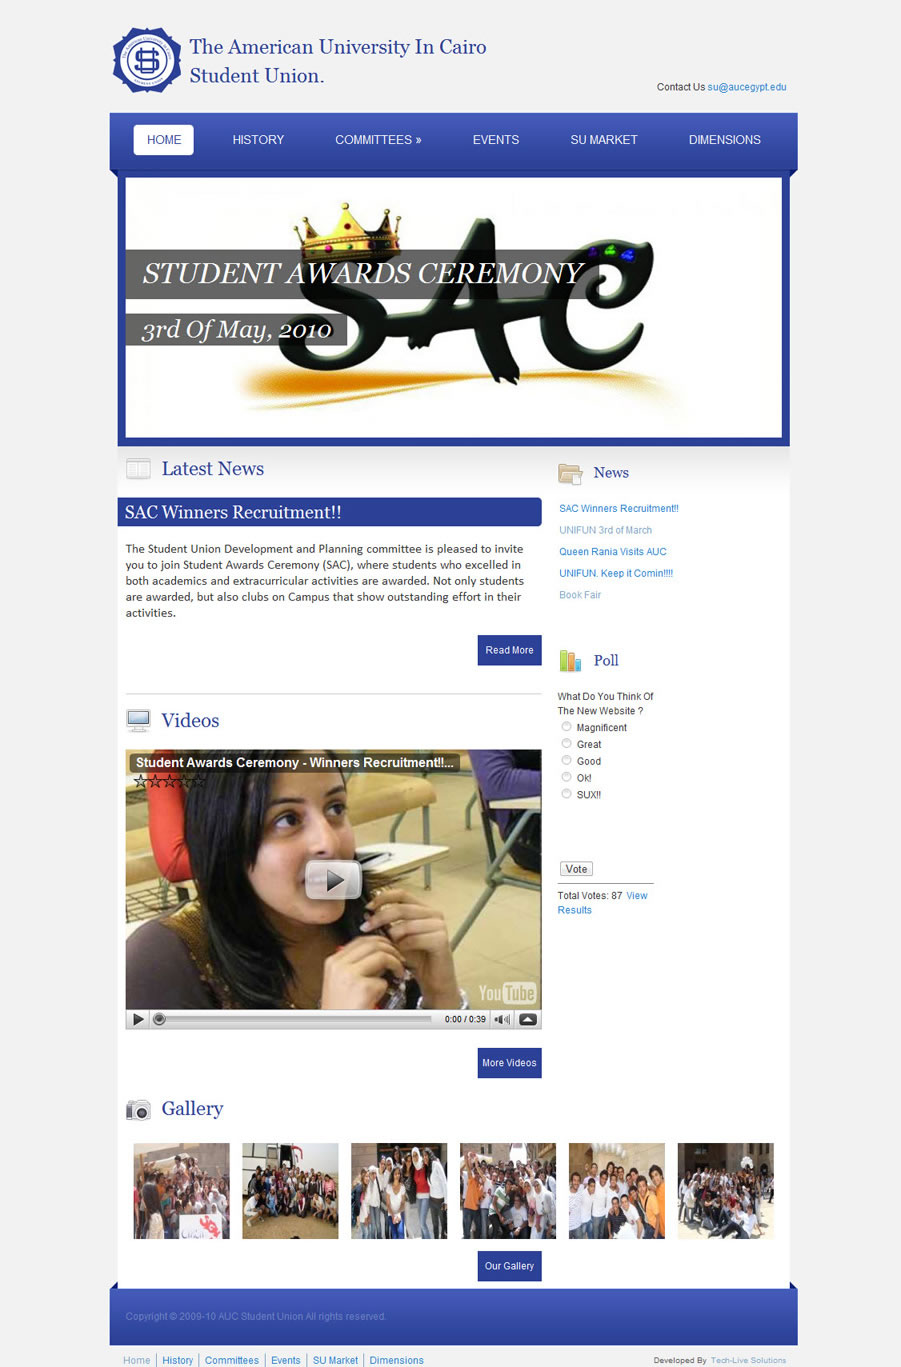 The American University In Cairo
Student Union.
Contact Us su@aucegypt.edu
HOME HISTORY COMMITTEES » EVENTS SU MARKET DIMENSIONS
SAC
STUDENT AWARDS CEREMONY
3rd Of May, 2010
Latest News
SAC Winners Recruitment!!
The Student Union Development and Planning committee is pleased to invite
you to join Student Awards Ceremony (SAC), where students who excelled in
both academics and extracurricular activities are awarded. Not only students
are awarded, but also clubs on Campus that show outstanding effort in their
activities.
Read More
Videos
Student Awards Ceremony - Winners Recruitment!!...
YouTube
0:00 / 0:39
More Videos
News
SAC Winners Recruitment!!
UNIFUN 3rd of March
Queen Rania Visits AUC
UNIFUN. Keep it Comin!!!!
Book Fair
Poll
What Do You Think Of
The New Website ?
Magnificent
Great
Good
Ok!
SUX!!
Vote
Total Votes: 87 View
Results
Gallery
Our Gallery
Copyright © 2009-10 AUC Student Union All rights reserved.
Home History Committees Events SU Market Dimensions
Developed By Tech-Live Solutions